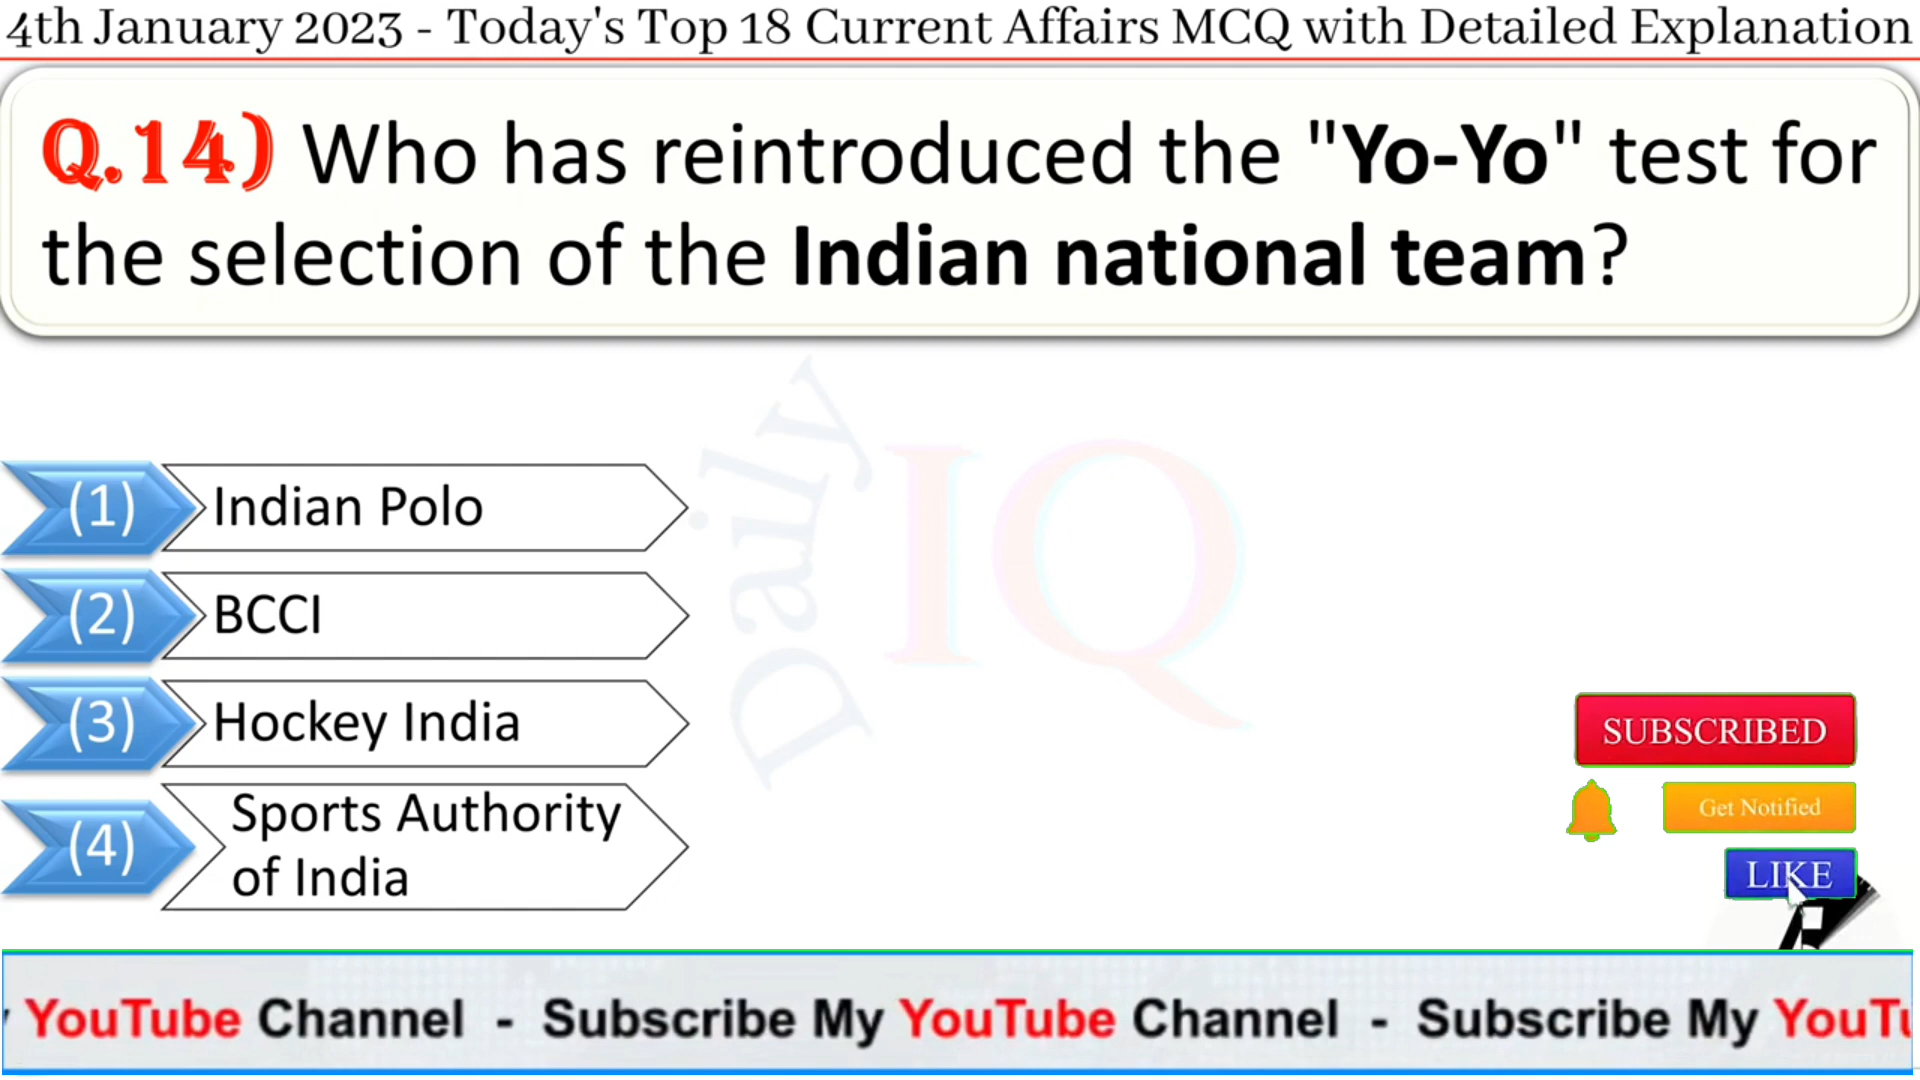 4th January 2023 - Today's Top 18 Current Affairs MCQ with Detailed Explanation
Q.14) Who has reintroduced the "Yo-Yo" test for
the selection of the Indian national team?
Daily IQ
(1) Indian Polo
(2) BCCI
(3) Hockey India
(4) Sports Authority
of India
SUBSCRIBED
Get Notified
LIKE
YouTube Channel - Subscribe My YouTube Channel - Subscribe My YouTu